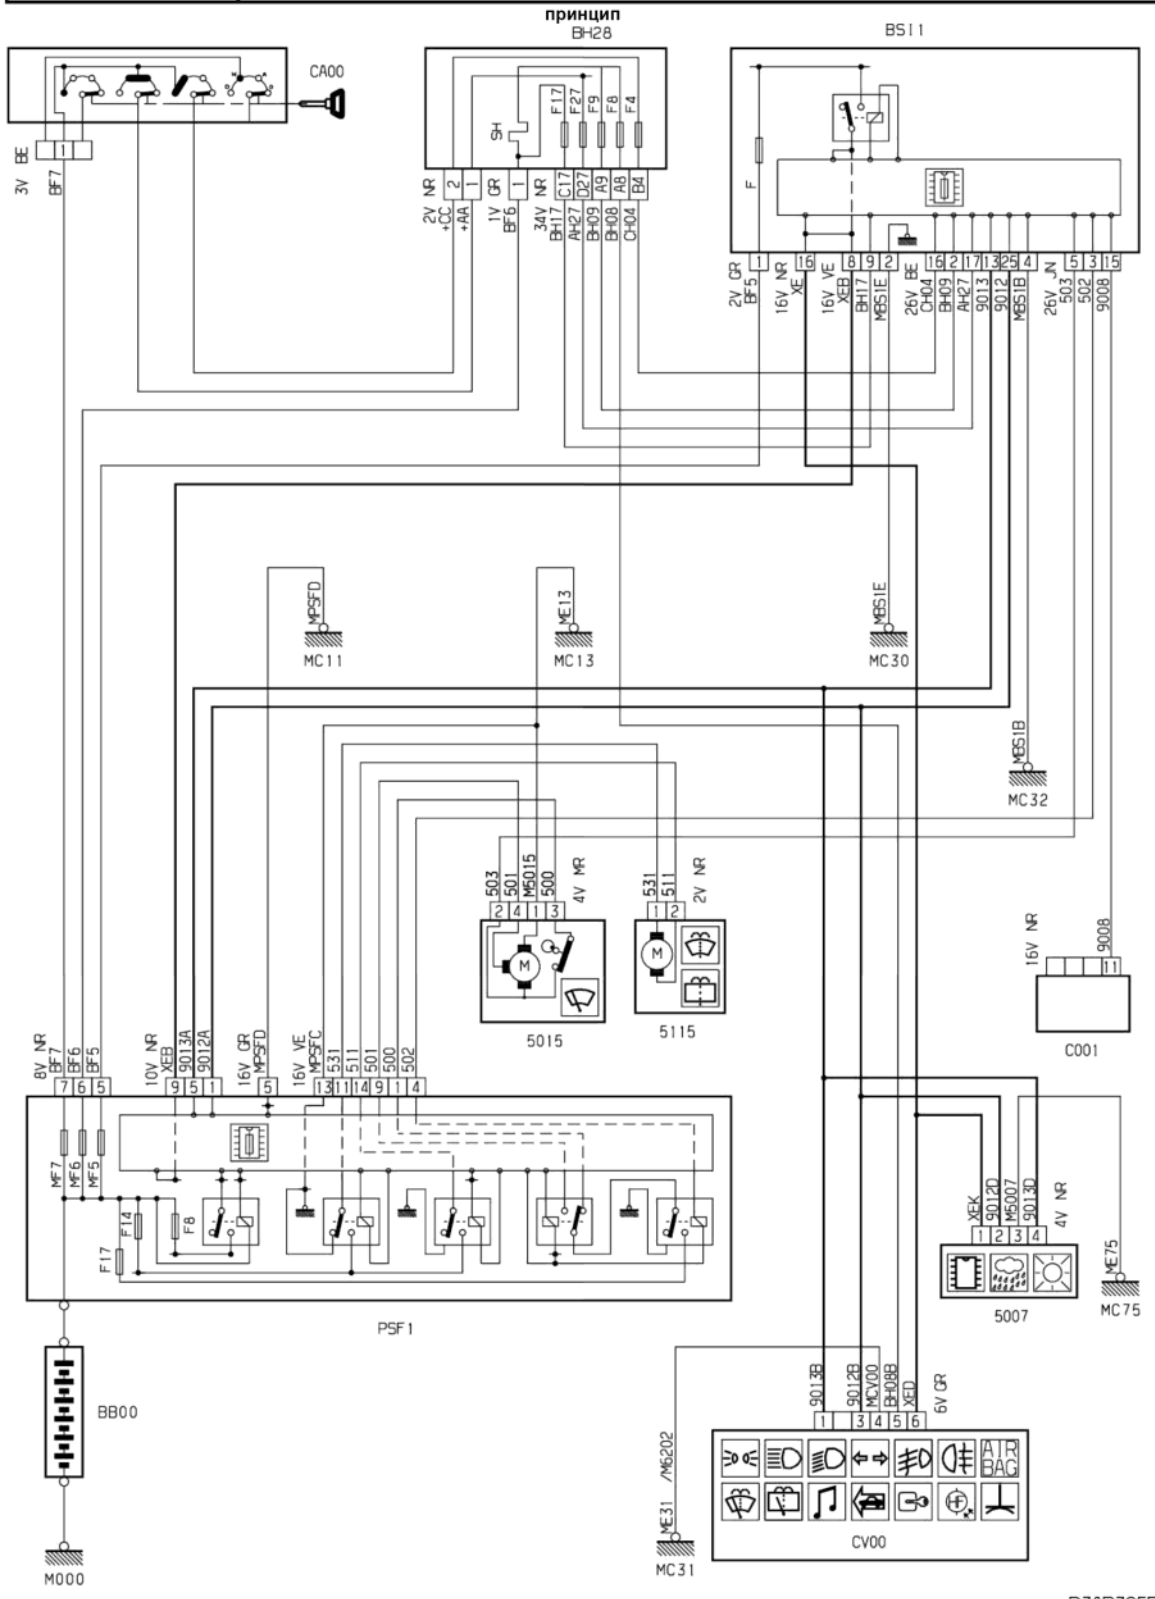 принцип
BH28
BSI1
CA00
H
A
D
S
SH
F17
F27
F9
F8
F4
F
3V BE
1
BF7
2V NR
2
1
+CC
+AA
1V GR
1
BF6
34V NR
C17
D27
A9
A8
B4
BH17
AH27
BH09
BH08
CH04
2V GR
1
BF5
16V NR
16
XE
16V VE
8
9
2
XEB
BH17
MBS1E
26V BE
16
2
17
13
25
4
CH04
BH09
AH27
9013
9012
MBS1B
26V JN
5
3
15
503
502
9008
MPSFD
MC11
ME13
MC13
MBS1E
MC30
MBS1B
MC32
503
501
M5015
500
4V MR
2
4
1
3
M
5015
531
511
2V NR
1
2
M
5115
16V NR
9008
11
C001
8V NR
BF7
BF6
BF5
10V NR
XEB
9013A
9012A
16V GR
MPSFD
16V VE
MPSFC
531
511
501
500
502
7
6
5
9
5
1
5
13
11
14
9
1
4
MF7
MF6
MF5
F14
F8
F17
PSF1
XEK
9012D
M5007
9013D
4V NR
1
2
3
4
5007
ME75
MC75
BB00
M000
9013B
9012B
MCV00
BH08B
XED
6V GR
1
3
4
5
6
AIR
BAG
HF
CV00
ME31 /M6202
MC31